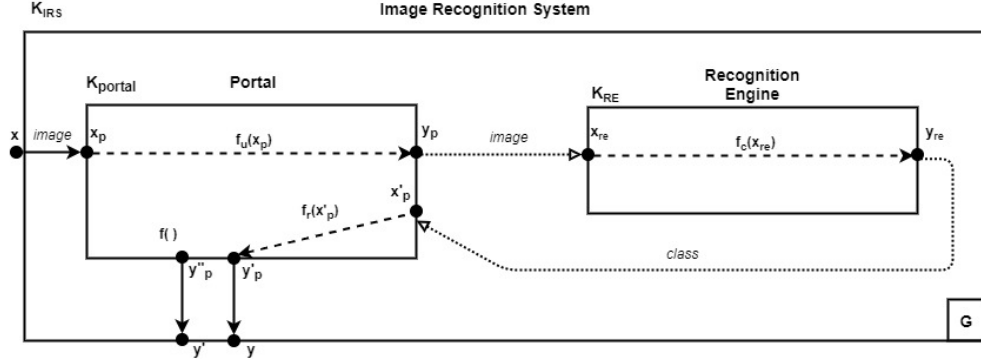 K_IRS
Image Recognition System
K_portal
Portal
Recognition
Engine
K_RE
x
image
x_p
f_u(x_p)
y_p
image
x_re
f_c(x_re)
y_re
x'_p
f_r(x'_p)
f( )
y''_p
y'_p
class
G
y'
y